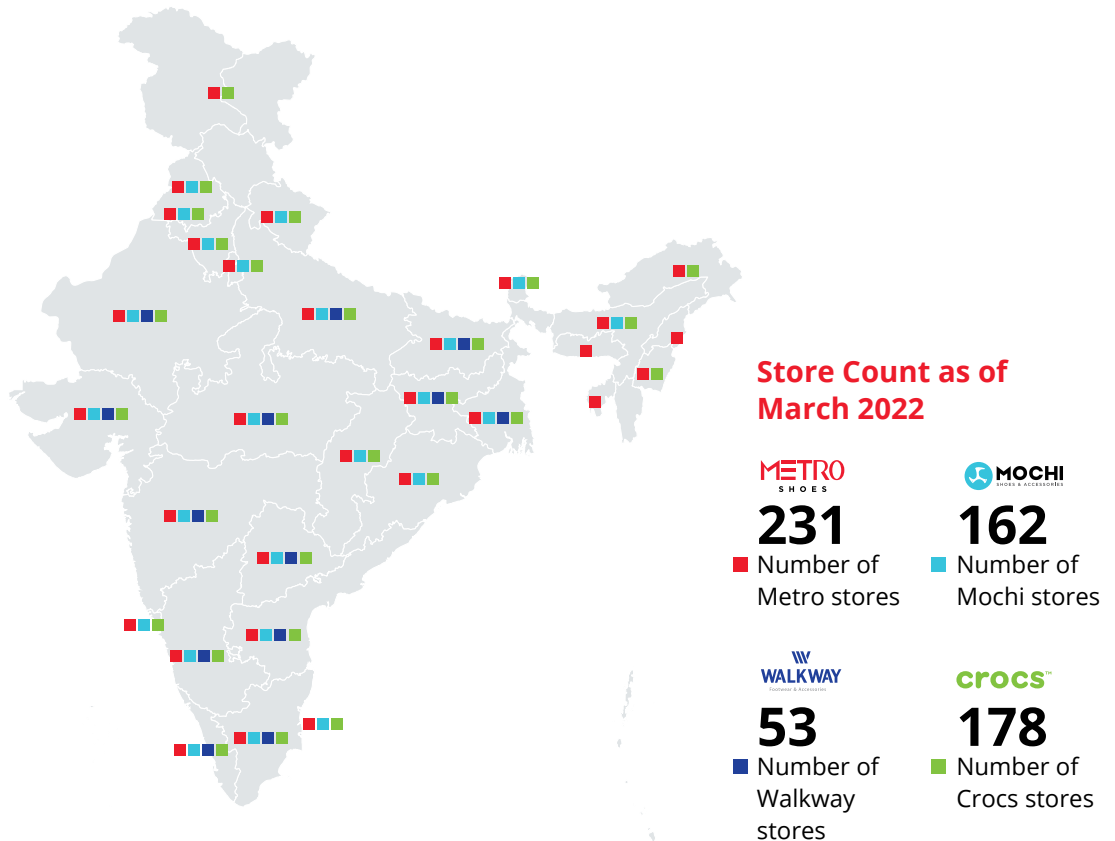 Store Count as of
March 2022
METRO
SHOES
231
Number of
Metro stores
MOCHI
SHOES & ACCESSORIES
162
Number of
Mochi stores
WALKWAY
Footwear & Accessories
53
Number of
Walkway
stores
crocs™
178
Number of
Crocs stores